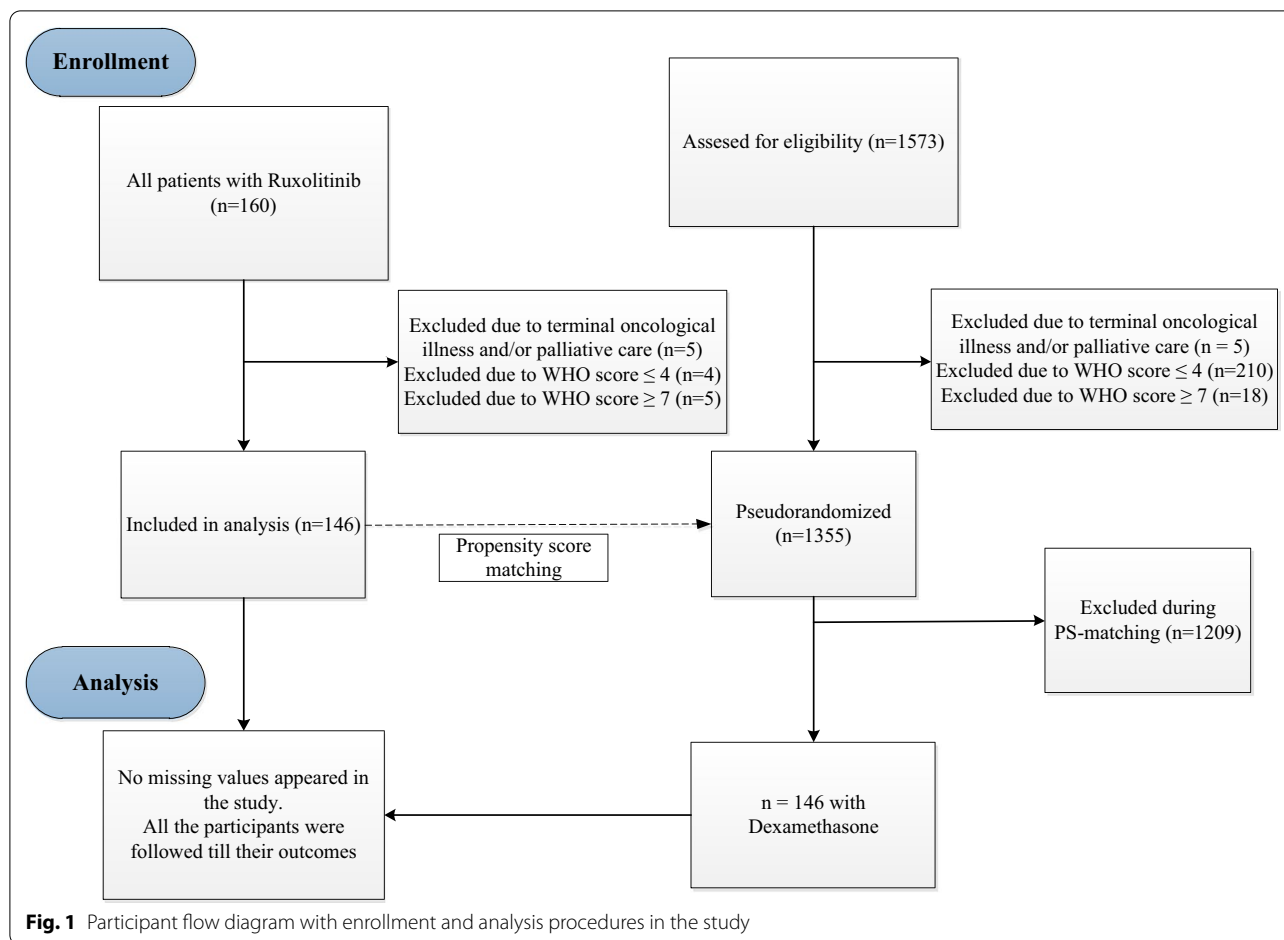 Enrollment
All patients with Ruxolitinib
(n=160)
Assesed for eligibility (n=1573)
Excluded due to terminal oncological
illness and/or palliative care (n=5)
Excluded due to WHO score ≤ 4 (n=4)
Excluded due to WHO score ≥ 7 (n=5)
Excluded due to terminal oncological
illness and/or palliative care (n = 5)
Excluded due to WHO score ≤ 4 (n=210)
Excluded due to WHO score ≥ 7 (n=18)
Included in analysis (n=146)
Propensity score
matching
Pseudorandomized
(n=1355)
Excluded during
PS-matching (n=1209)
Analysis
No missing values appeared in
the study.
All the participants were
followed till their outcomes
n = 146 with
Dexamethasone
Fig. 1 Participant flow diagram with enrollment and analysis procedures in the study